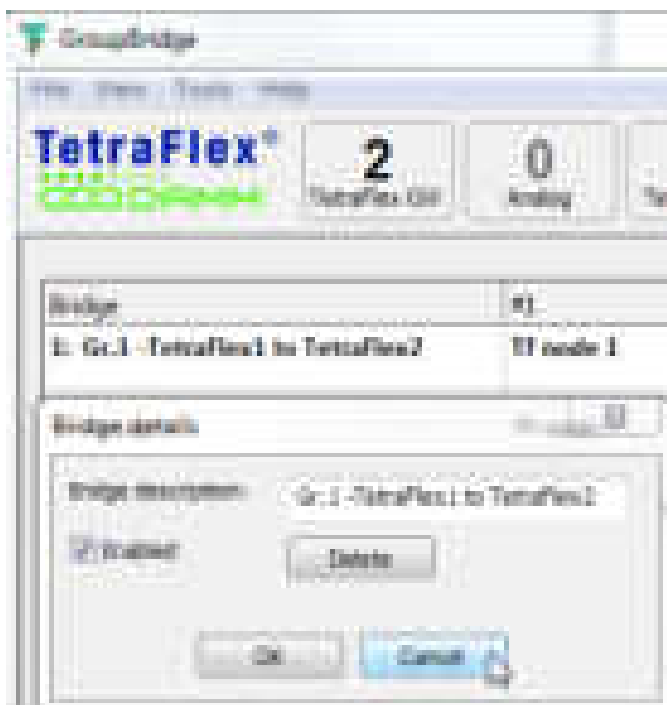 GroupBridge
File View Tools Help
TetraFlex®
2
TetraFlex GW
0
Analog
Bridge #1
1: Gr.1 -TetraFlex1 to TetraFlex2 TF node 1
Bridge details
Bridge description: Gr.1 -TetraFlex1 to TetraFlex2
Enabled Delete
OK Cancel